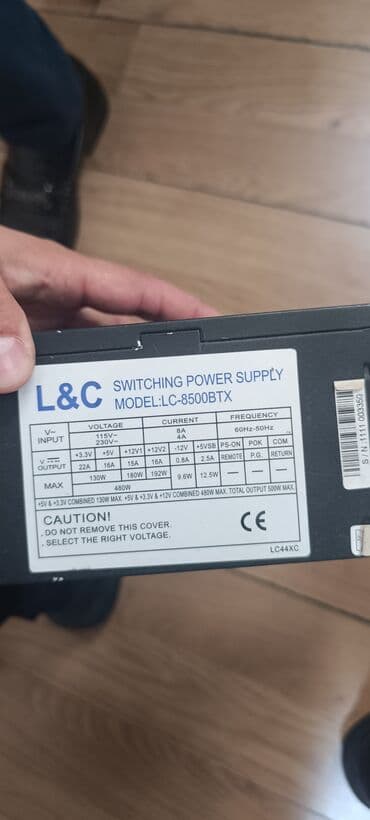 L&C
SWITCHING POWER SUPPLY
MODEL:LC-8500BTX
V~ INPUT VOLTAGE CURRENT FREQUENCY
115V~ 8A 60Hz-50Hz
230V~ 4A
V OUTPUT +3.3V +5V +12V1 +12V2 -12V +5VSB PS-ON POK COM
22A 16A 15A 16A 0.8A 2.5A REMOTE P.G. RETURN
MAX 130W 180W 192W 9.6W 12.5W — — —
480W
+5V & +3.3V COMBINED 130W MAX. +5V & +3.3V & +12V COMBINED 480W MAX. TOTAL OUTPUT 500W MAX.
CAUTION!
. DO NOT REMOVE THIS COVER.
. SELECT THE RIGHT VOLTAGE.
CE
LC44XC
S/N: 1111 003350